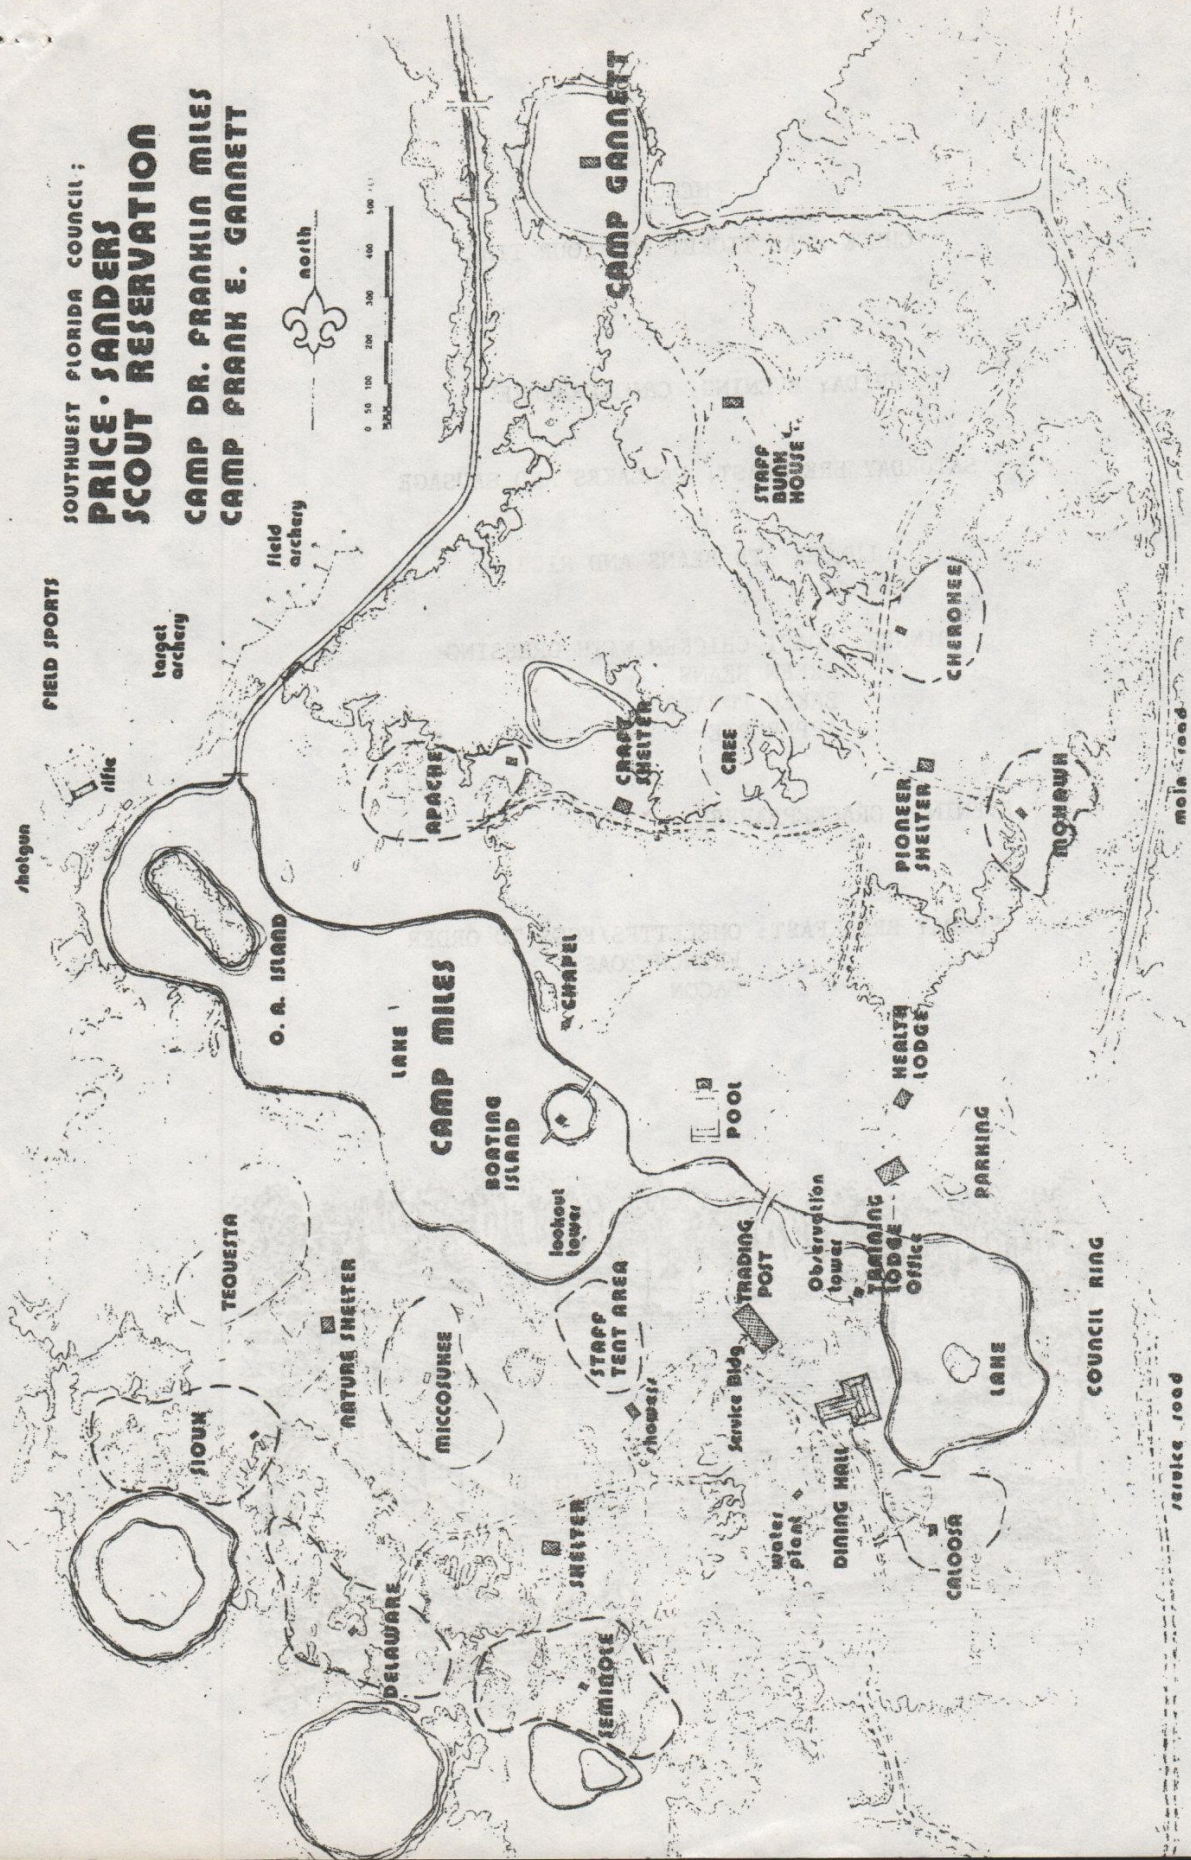 SOUTHWEST FLORIDA COUNCIL;
PRICE · SANDERS
SCOUT RESERVATION
CAMP DR. FRANKLIN MILES
CAMP FRANK E. GANNETT
north
0 50 100 200 300 400 500
FIELD SPORTS
shotgun
rifle
target
archery
field
archery
CAMP GANNETT
STAFF
BUNK
HOUSE
CHEROKEE
APACHE
CRAFT
SHELTER
CREE
PIONEER
SHELTER
MOHAWK
main road
O. A. ISLAND
LAKE
CAMP MILES
CHAPEL
BOATING
ISLAND
POOL
HEALTH
LODGE
PARKING
TEQUESTA
NATURE SHELTER
MICCOSUKEE
lookout
tower
STAFF
TENT AREA
showers
TRADING
POST
Service Bldg
Observation
tower
TRAINING
LODGE
Office
COUNCIL RING
LAKE
SIOUX
DELAWARE
SHELTER
SEMINOLE
water
plant
DINING HALL
CALOOSA
service road